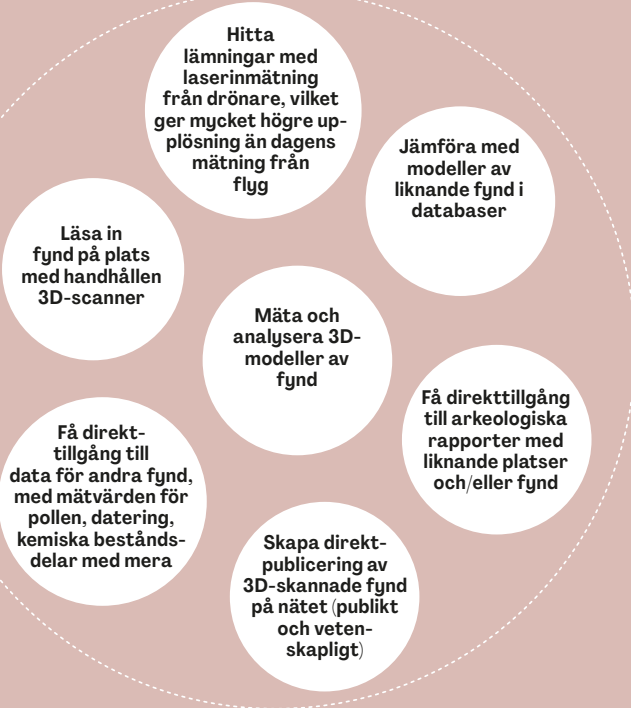 Hitta
lämningar med
laserinmätning
från drönare, vilket
ger mycket högre up-
plösning än dagens
mätning från
flyg
Jämföra med
modeller av
liknande fynd i
databaser
Läsa in
fynd på plats
med handhållen
3D-scanner
Mäta och
analysera 3D-
modeller av
fynd
Få direkttillgång
till arkeologiska
rapporter med
liknande platser
och/eller fynd
Få direkt-
tillgång till
data för andra fynd,
med mätvärden för
pollen, datering,
kemiska bestånds-
delar med mera
Skapa direkt-
publicering av
3D-skannade fynd
på nätet (publikt
och veten-
skapligt)